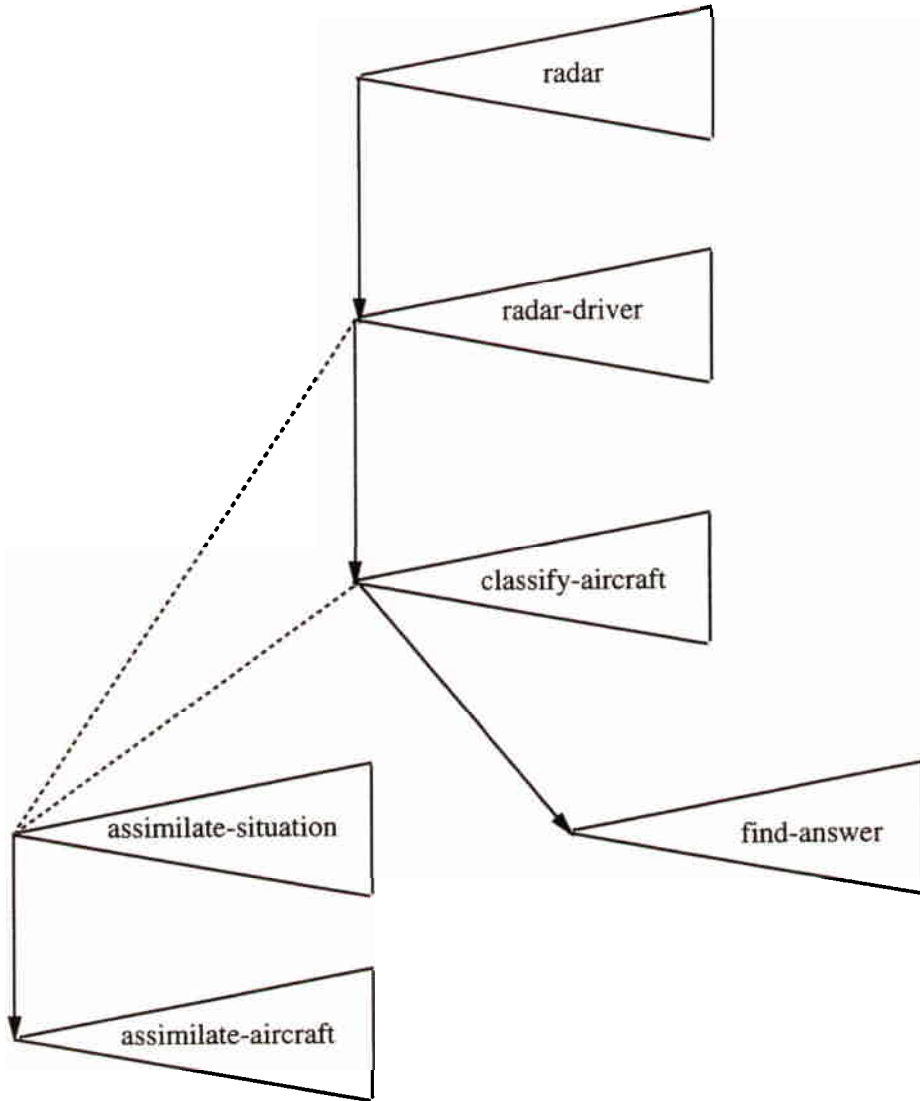 radar
radar-driver
classify-aircraft
assimilate-situation
find-answer
assimilate-aircraft